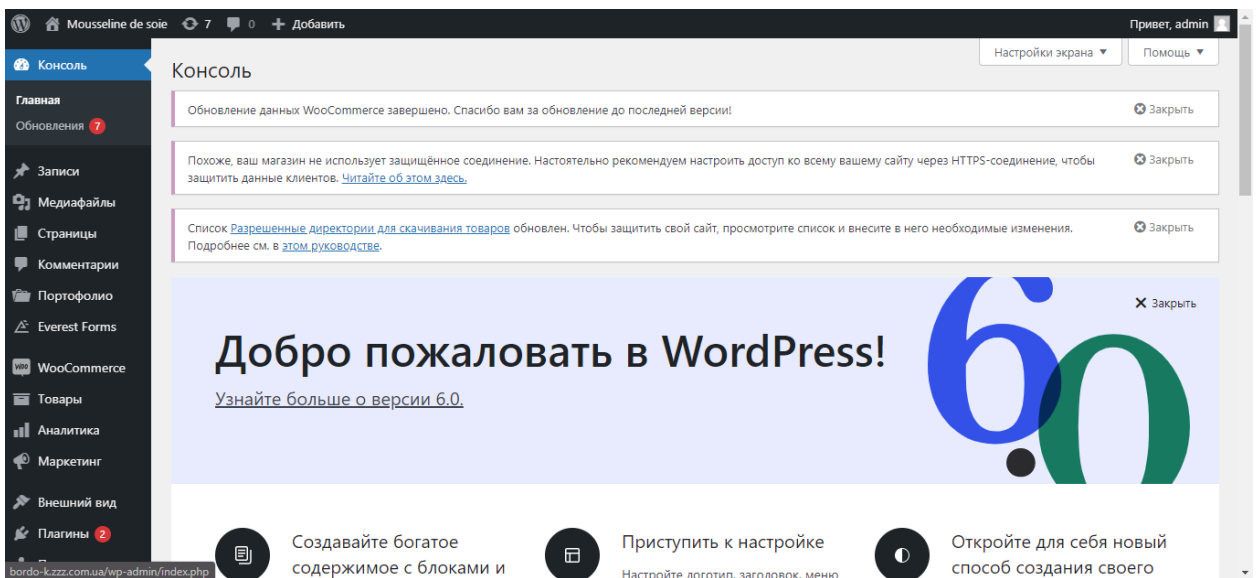 Mousseline de soie 7 0 + Добавить Привет, admin
Настройки экрана ▼ Помощь ▼
Консоль
Главная
Обновления 7
Записи
Медиафайлы
Страницы
Комментарии
Портофолио
Everest Forms
WooCommerce
Товары
Аналитика
Маркетинг
Внешний вид
Плагины 2
bordo-k.zzz.com.ua/wp-admin/index.php
Консоль
Обновление данных WooCommerce завершено. Спасибо вам за обновление до последней версии! Закрыть
Похоже, ваш магазин не использует защищённое соединение. Настоятельно рекомендуем настроить доступ ко всему вашему сайту через HTTPS-соединение, чтобы Закрыть
защитить данные клиентов. Читайте об этом здесь.
Список Разрешенные директории для скачивания товаров обновлен. Чтобы защитить свой сайт, просмотрите список и внесите в него необходимые изменения. Закрыть
Подробнее см. в этом руководстве.
Закрыть
6.0
Добро пожаловать в WordPress!
Узнайте больше о версии 6.0.
Создавайте богатое
содержимое с блоками и
Приступить к настройке
Настройте логотип, заголовок, меню
Откройте для себя новый
способ создания своего